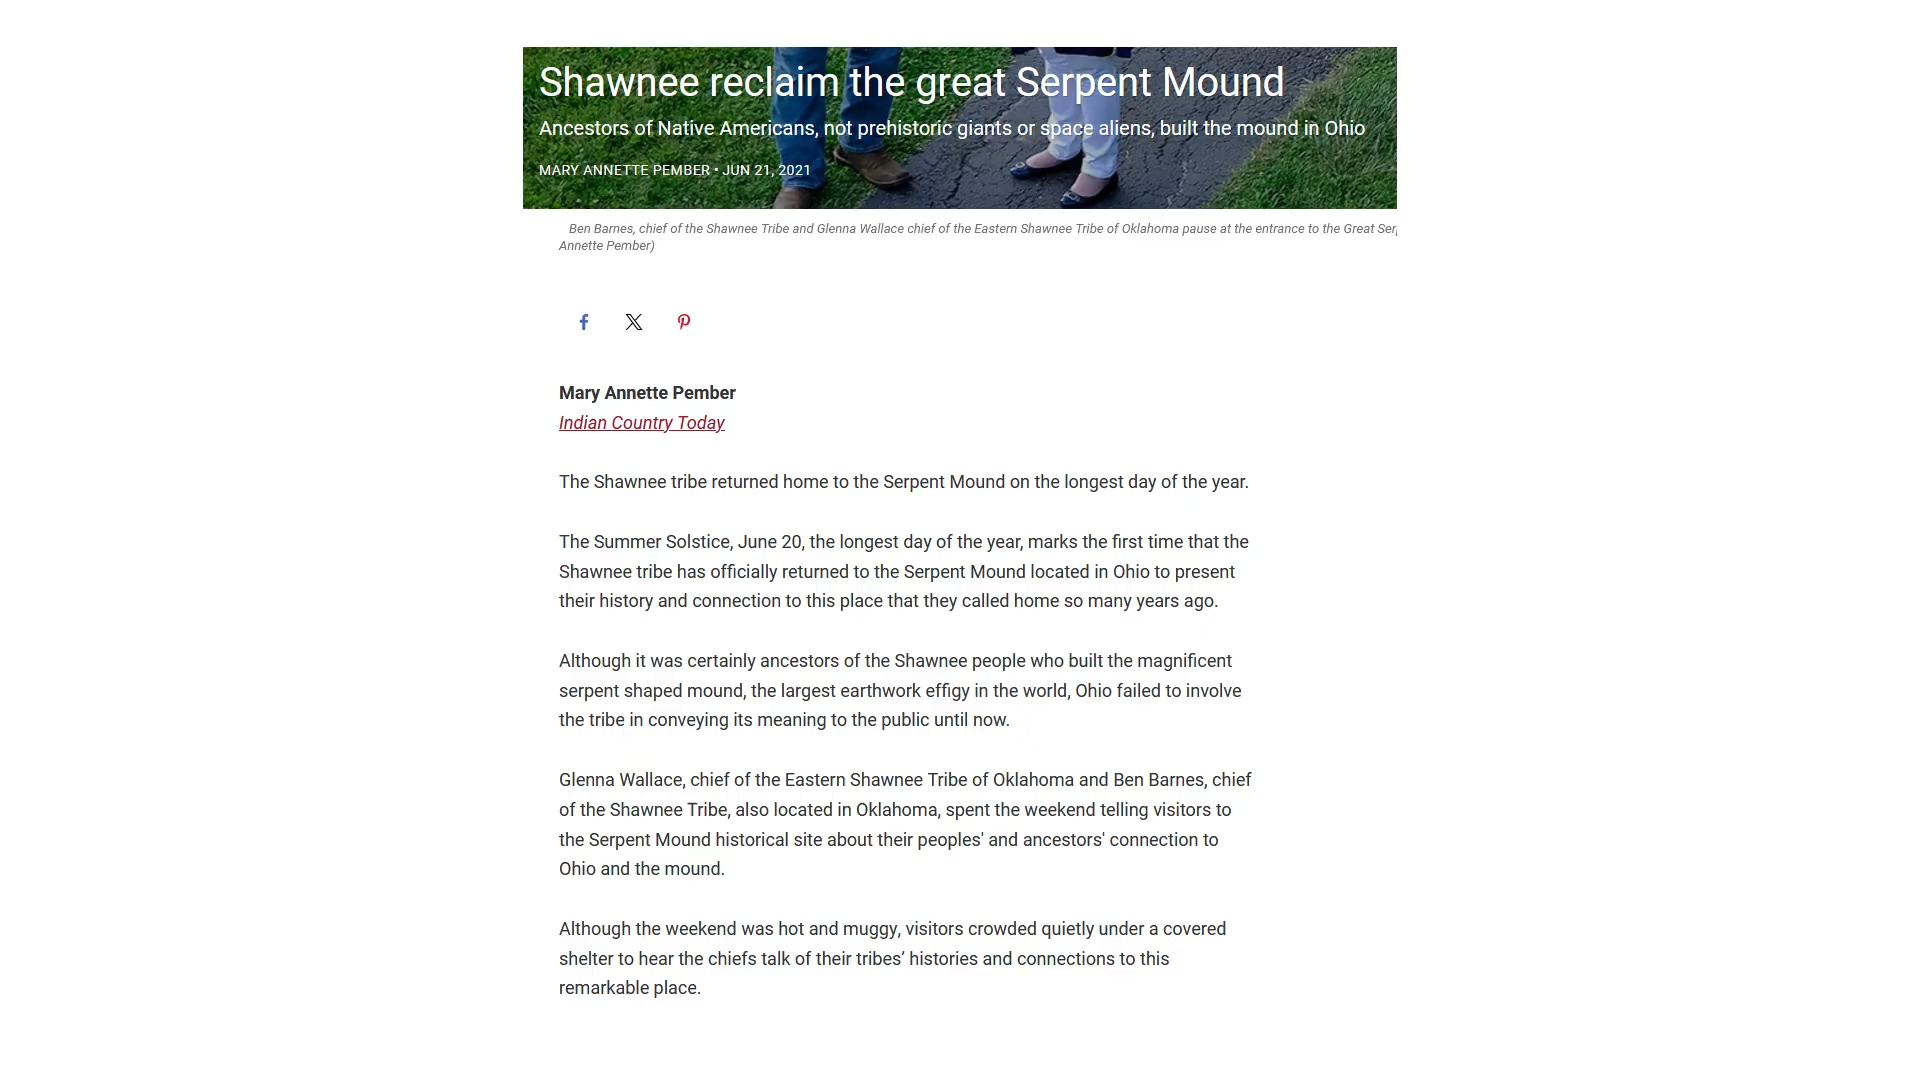 Shawnee reclaim the great Serpent Mound
Ancestors of Native Americans, not prehistoric giants or space aliens, built the mound in Ohio
MARY ANNETTE PEMBER • JUN 21, 2021
Ben Barnes, chief of the Shawnee Tribe and Glenna Wallace chief of the Eastern Shawnee Tribe of Oklahoma pause at the entrance to the Great
Annette Pember)
Mary Annette Pember
Indian Country Today
The Shawnee tribe returned home to the Serpent Mound on the longest day of the year.
The Summer Solstice, June 20, the longest day of the year, marks the first time that the
Shawnee tribe has officially returned to the Serpent Mound located in Ohio to present
their history and connection to this place that they called home so many years ago.
Although it was certainly ancestors of the Shawnee people who built the magnificent
serpent shaped mound, the largest earthwork effigy in the world, Ohio failed to involve
the tribe in conveying its meaning to the public until now.
Glenna Wallace, chief of the Eastern Shawnee Tribe of Oklahoma and Ben Barnes, chief
of the Shawnee Tribe, also located in Oklahoma, spent the weekend telling visitors to
the Serpent Mound historical site about their peoples' and ancestors' connection to
Ohio and the mound.
Although the weekend was hot and muggy, visitors crowded quietly under a covered
shelter to hear the chiefs talk of their tribes’ histories and connections to this
remarkable place.